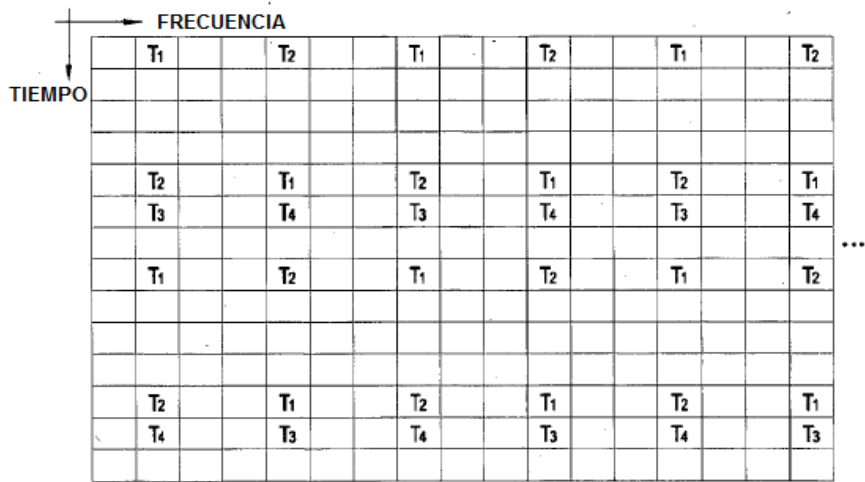 FRECUENCIA
T1 T2 T1 T2 T1 T2
TIEMPO
T2 T1 T2 T1 T2 T1
T3 T4 T3 T4 T3 T4
...
T1 T2 T1 T2 T1 T2
T2 T1 T2 T1 T2 T1
T4 T3 T4 T3 T4 T3